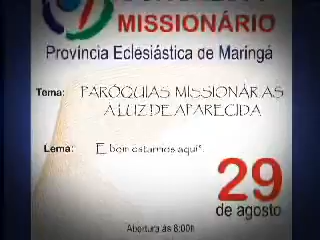 MISSIONÁRIO
Província Eclesiástica de Maringá
Tema: PARÓQUIAS MISSIONÁRIAS
À LUZ DE APARECIDA
Lema: É bom estarmos aqui".
29
de agosto
Abertura às 8:00h